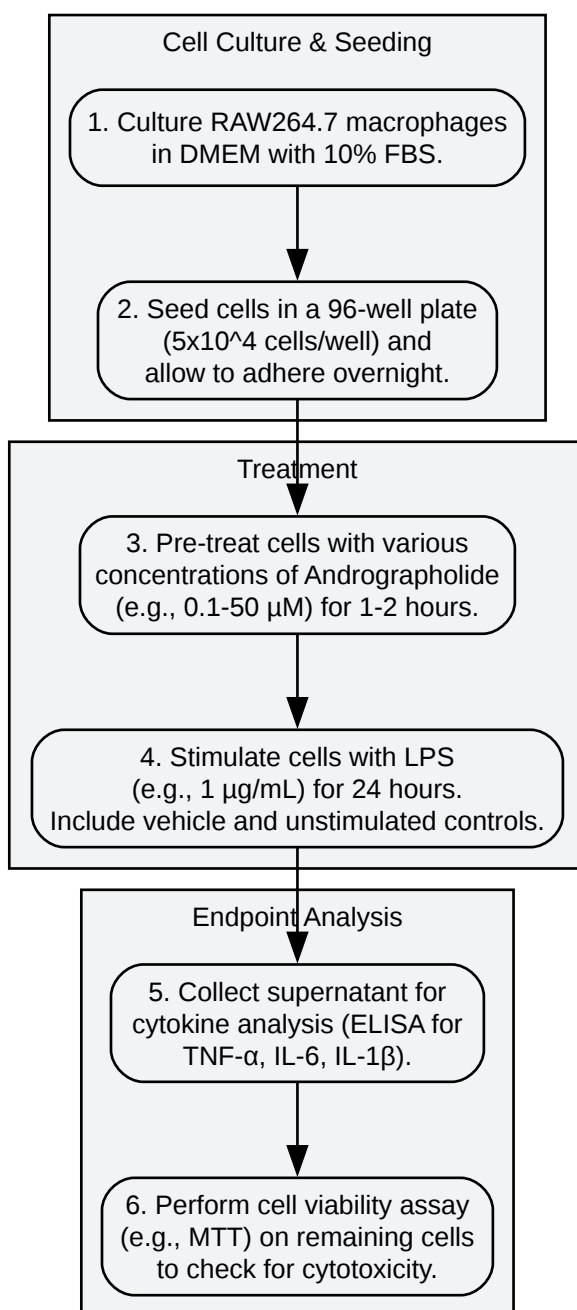 Cell Culture & Seeding
1. Culture RAW264.7 macrophages
in DMEM with 10% FBS.
2. Seed cells in a 96-well plate
(5x10^4 cells/well) and
allow to adhere overnight.
Treatment
3. Pre-treat cells with various
concentrations of Andrographolide
(e.g., 0.1-50 µM) for 1-2 hours.
4. Stimulate cells with LPS
(e.g., 1 µg/mL) for 24 hours.
Include vehicle and unstimulated controls.
Endpoint Analysis
5. Collect supernatant for
cytokine analysis (ELISA for
TNF-α, IL-6, IL-1β).
6. Perform cell viability assay
(e.g., MTT) on remaining cells
to check for cytotoxicity.